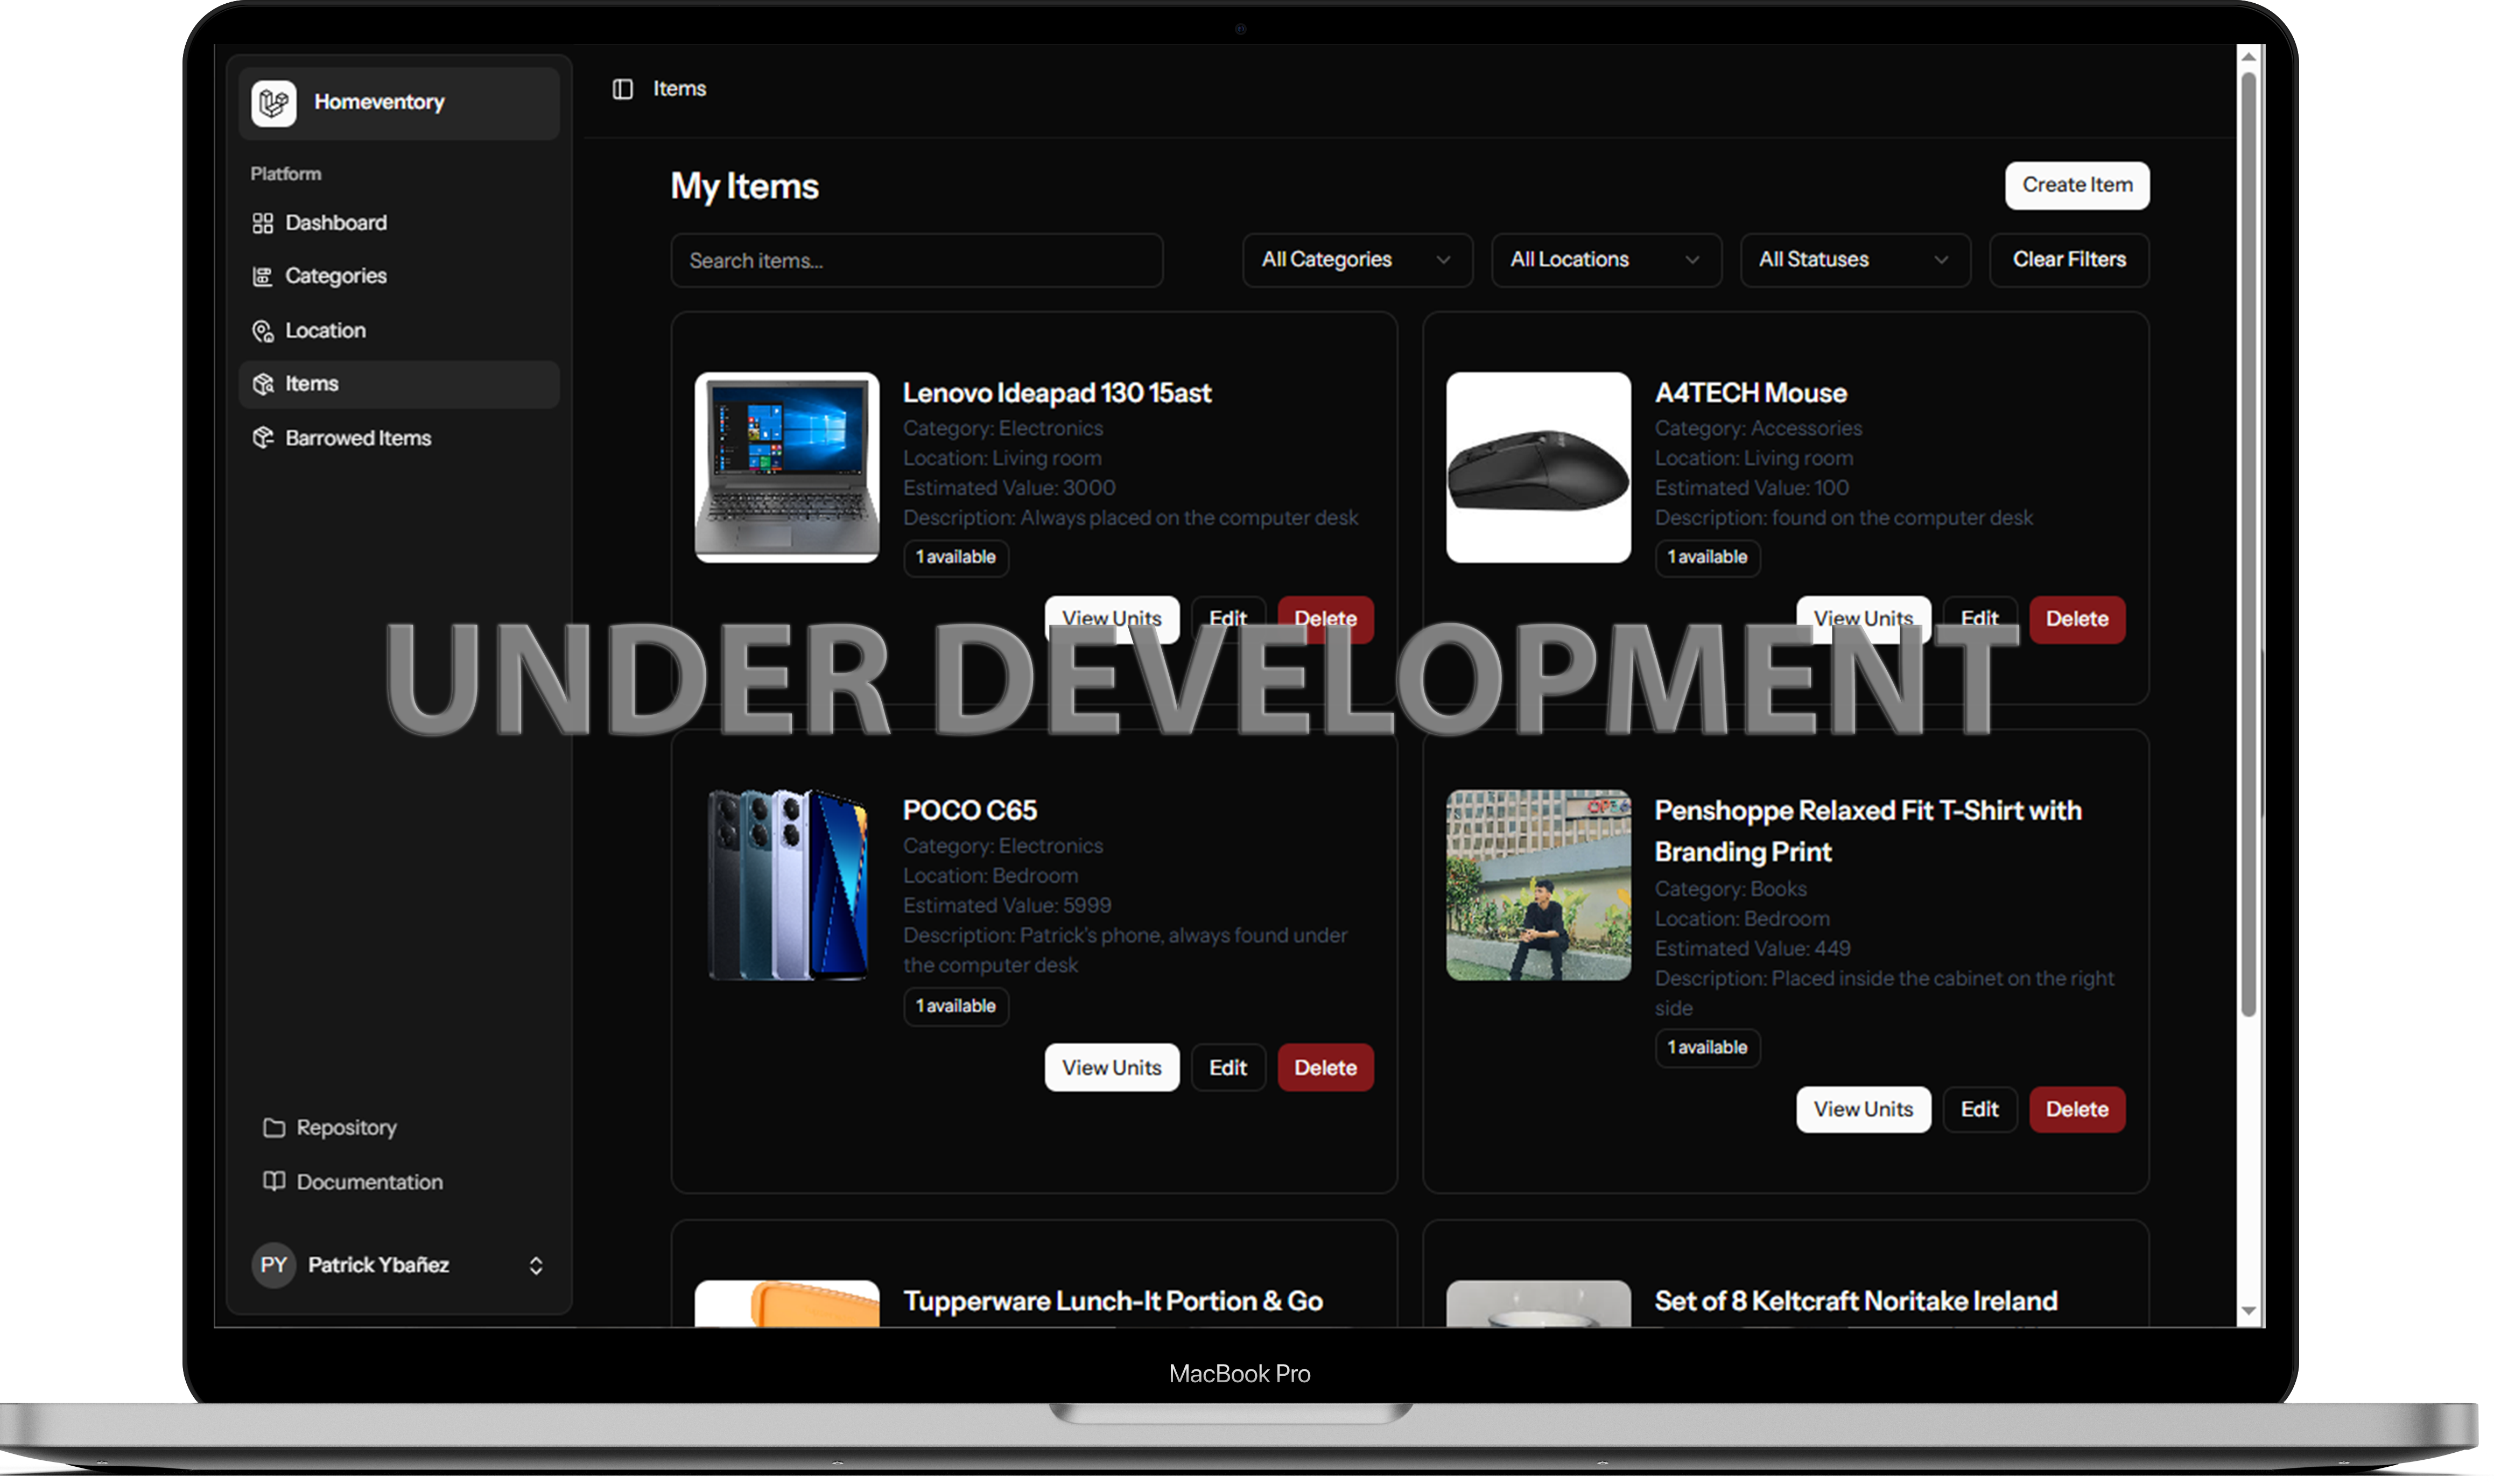 Homeventory
Platform
Dashboard
Categories
Location
Items
Barrowed Items
Repository
Documentation
PY Patrick Ybañez
Items
My Items
Create Item
Search items...
All Categories
All Locations
All Statuses
Clear Filters
Lenovo Ideapad 130 15ast
Category: Electronics
Location: Living room
Estimated Value: 3000
Description: Always placed on the computer desk
1 available
View Units
Edit
Delete
A4TECH Mouse
Category: Accessories
Location: Living room
Estimated Value: 100
Description: found on the computer desk
1 available
View Units
Edit
Delete
UNDER DEVELOPMENT
POCO C65
Category: Electronics
Location: Bedroom
Estimated Value: 5999
Description: Patrick's phone, always found under
the computer desk
1 available
View Units
Edit
Delete
Penshoppe Relaxed Fit T-Shirt with
Branding Print
Category: Books
Location: Bedroom
Estimated Value: 449
Description: Placed inside the cabinet on the right
side
1 available
View Units
Edit
Delete
Tupperware Lunch-It Portion & Go
Set of 8 Keltcraft Noritake Ireland
MacBook Pro